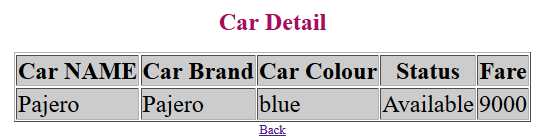 Car Detail
Car NAME Car Brand Car Colour Status Fare
Pajero Pajero blue Available 9000
Back